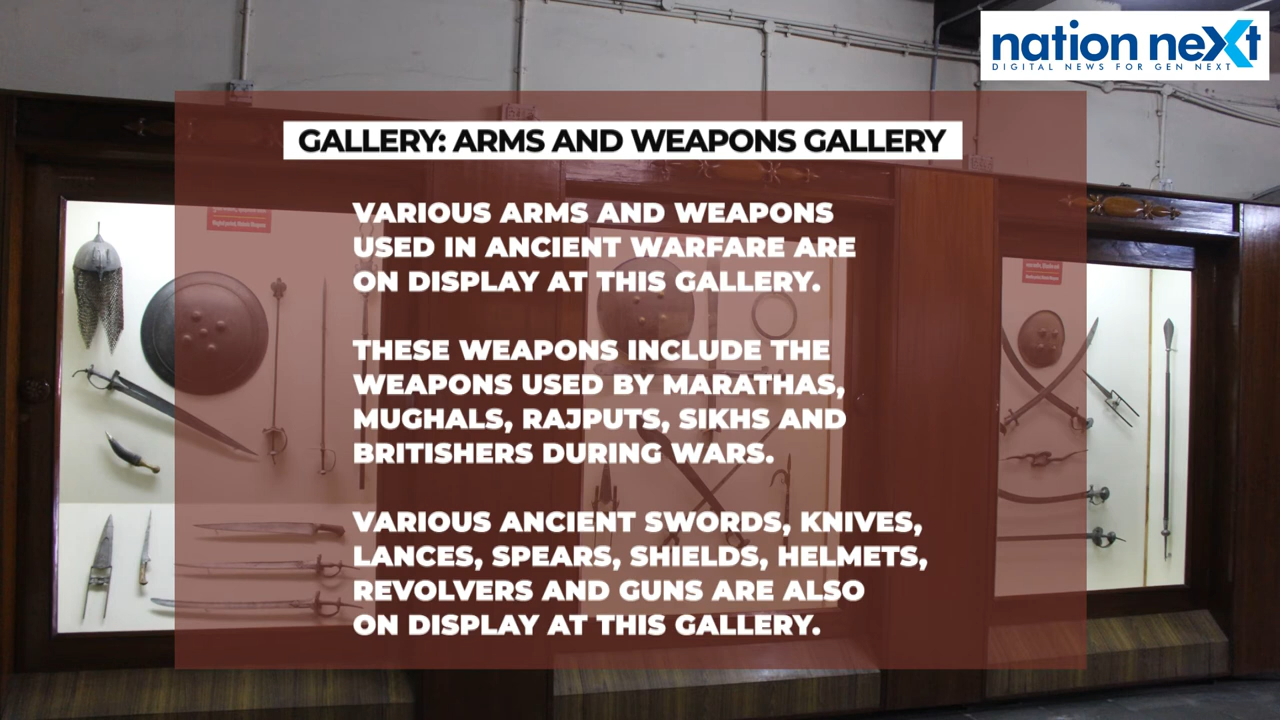 nation next
DIGITAL NEWS FOR GEN NEXT
GALLERY: ARMS AND WEAPONS GALLERY
VARIOUS ARMS AND WEAPONS
USED IN ANCIENT WARFARE ARE
ON DISPLAY AT THIS GALLERY.
THESE WEAPONS INCLUDE THE
WEAPONS USED BY MARATHAS,
MUGHALS, RAJPUTS, SIKHS AND
BRITISHERS DURING WARS.
VARIOUS ANCIENT SWORDS, KNIVES,
LANCES, SPEARS, SHIELDS, HELMETS,
REVOLVERS AND GUNS ARE ALSO
ON DISPLAY AT THIS GALLERY.